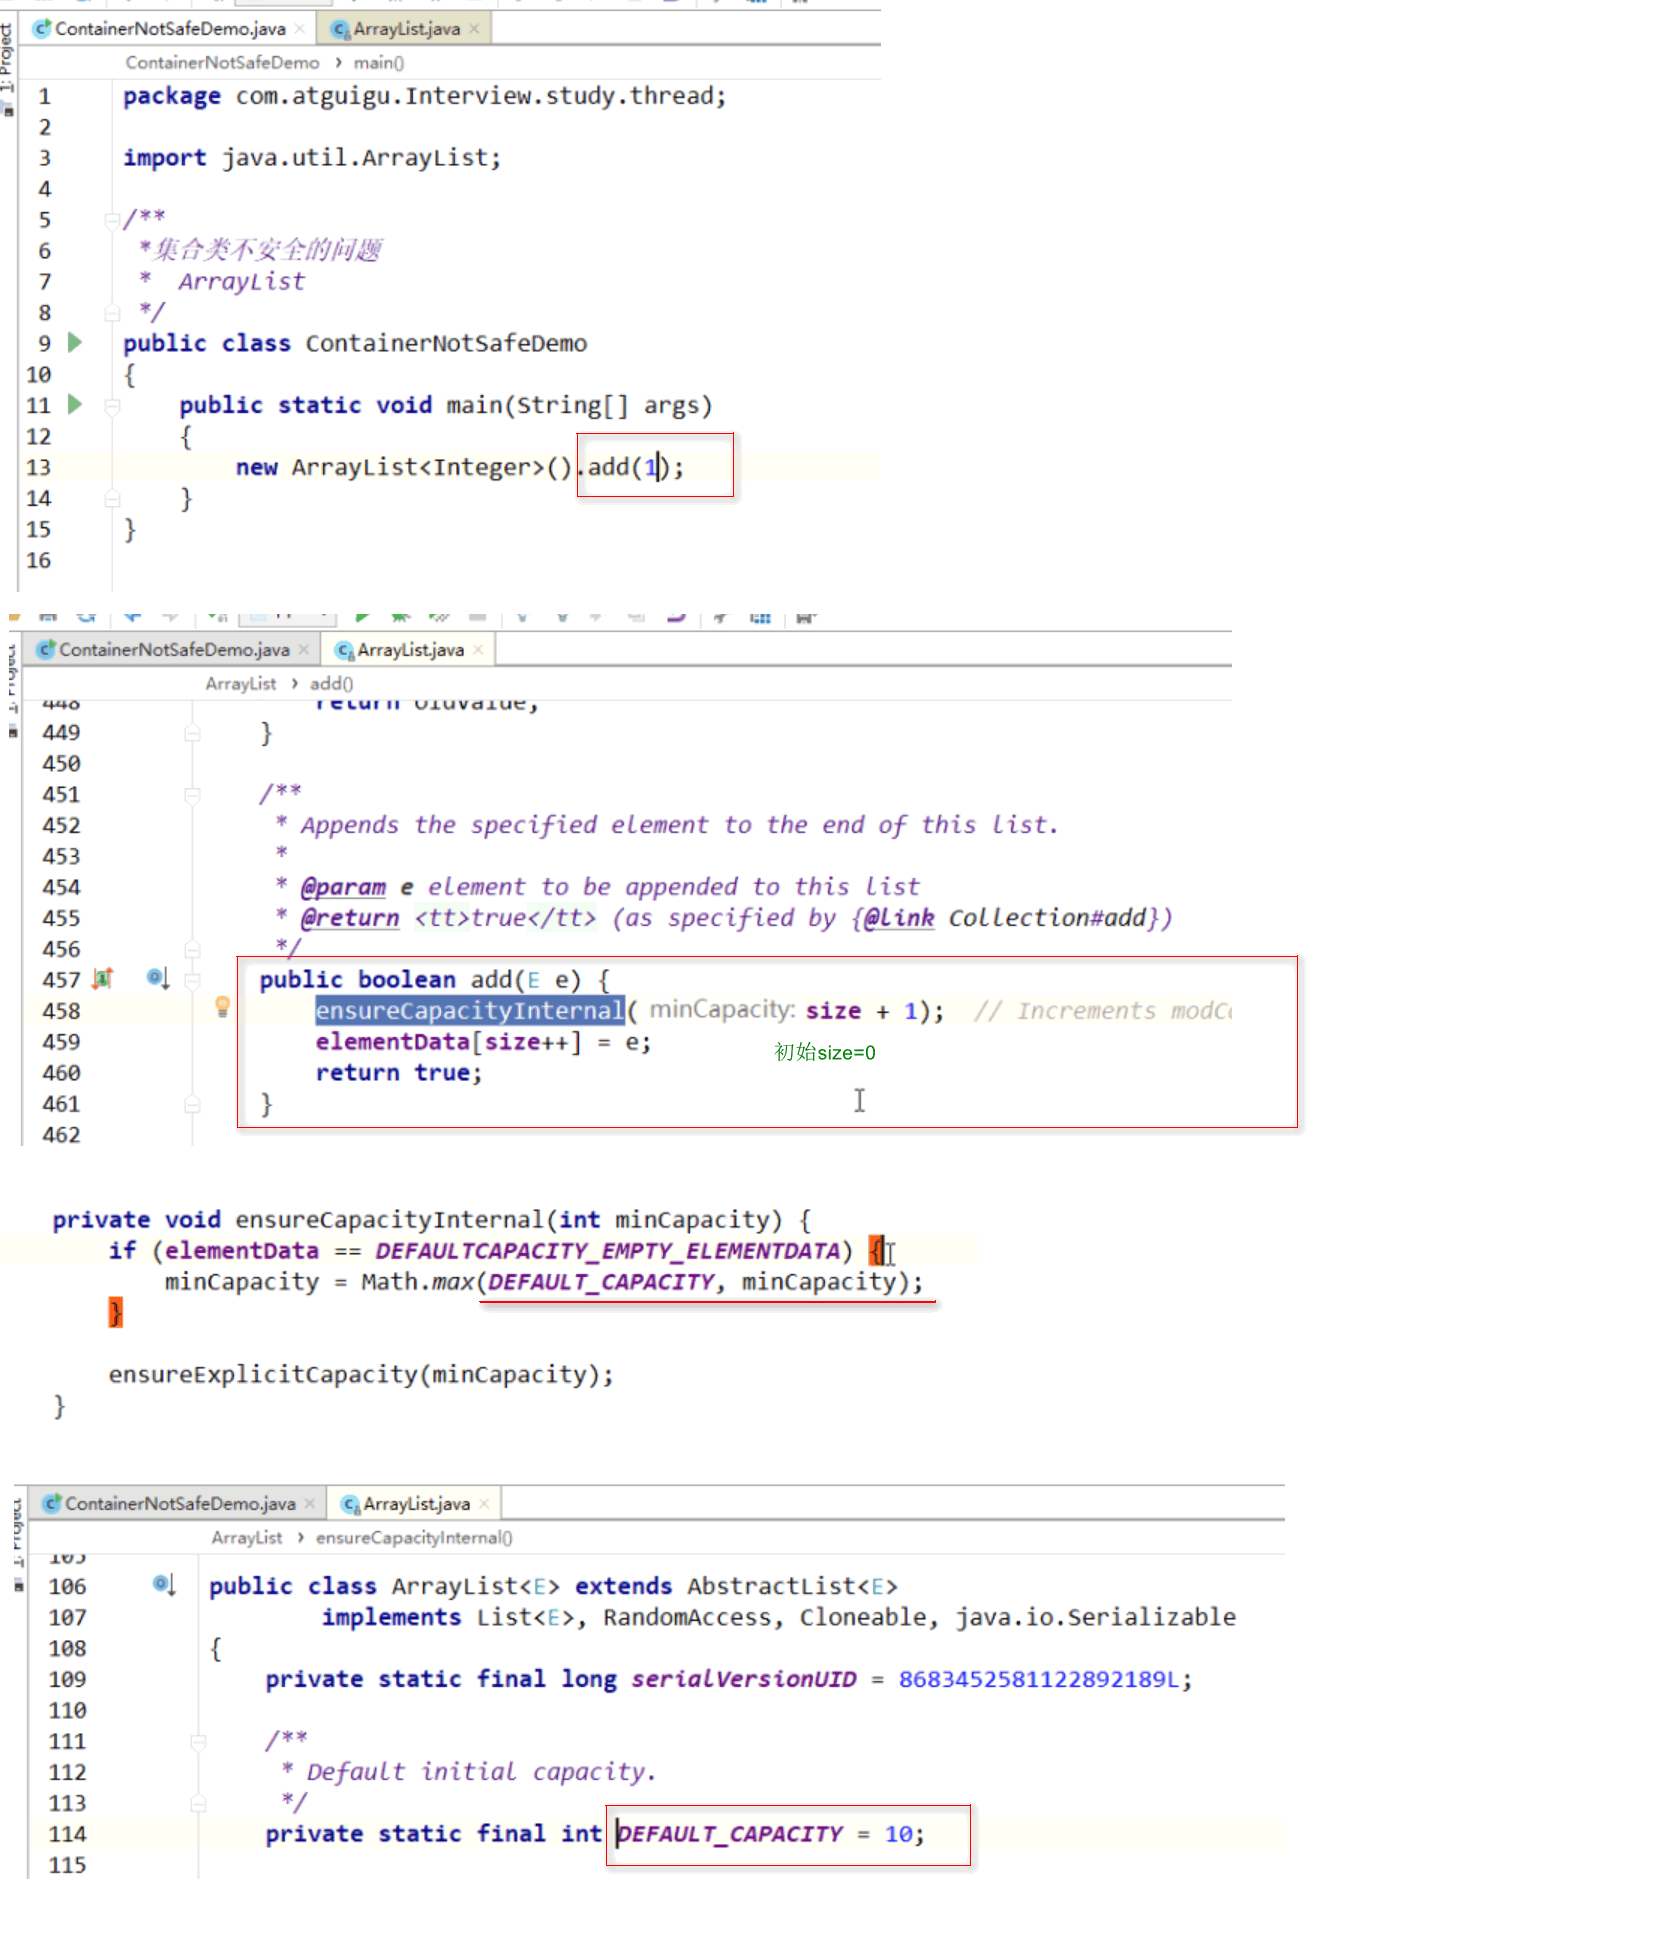 ContainerNotSafeDemo.java × ArrayList.java ×
1: Project
ContainerNotSafeDemo › main()
1 package com.atguigu.Interview.study.thread;
2
3 import java.util.ArrayList;
4
5 /**
6 *集合类不安全的问题
7 * ArrayList
8 */
9 public class ContainerNotSafeDemo
10 {
11 public static void main(String[] args)
12 {
13 new ArrayList<Integer>().add(1);
14 }
15 }
16
ContainerNotSafeDemo.java × ArrayList.java ×
ArrayList › add()
448 return oldValue;
449 }
450
451 /**
452 * Appends the specified element to the end of this list.
453 *
454 * @param e element to be appended to this list
455 * @return <tt>true</tt> (as specified by {@link Collection#add})
456 */
457 public boolean add(E e) {
458 ensureCapacityInternal( minCapacity: size + 1); // Increments
459 elementData[size++] = e;
初始size=0
460 return true;
461 }
462
private void ensureCapacityInternal(int minCapacity) {
if (elementData == DEFAULTCAPACITY_EMPTY_ELEMENTDATA) {
minCapacity = Math.max(DEFAULT_CAPACITY, minCapacity);
}
ensureExplicitCapacity(minCapacity);
}
ContainerNotSafeDemo.java × ArrayList.java ×
ArrayList › ensureCapacityInternal()
105
106 public class ArrayList<E> extends AbstractList<E>
107 implements List<E>, RandomAccess, Cloneable, java.io.Serializable
108 {
109 private static final long serialVersionUID = 8683452581122892189L;
110
111 /**
112 * Default initial capacity.
113 */
114 private static final int DEFAULT_CAPACITY = 10;
115